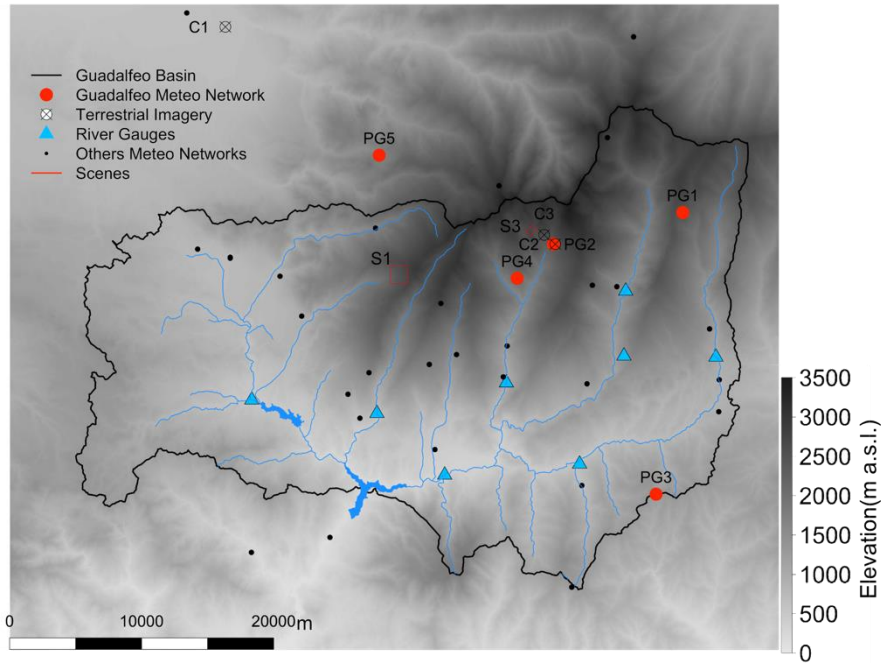 C1
Guadalfeo Basin
Guadalfeo Meteo Network
Terrestrial Imagery
River Gauges
Others Meteo Networks
Scenes
PG5
PG1
C3
S3
C2
PG2
S1
PG4
PG3
3500
3000
2500
2000
1500
1000
500
0
Elevation(m a.s.l.)
0
10000
20000m